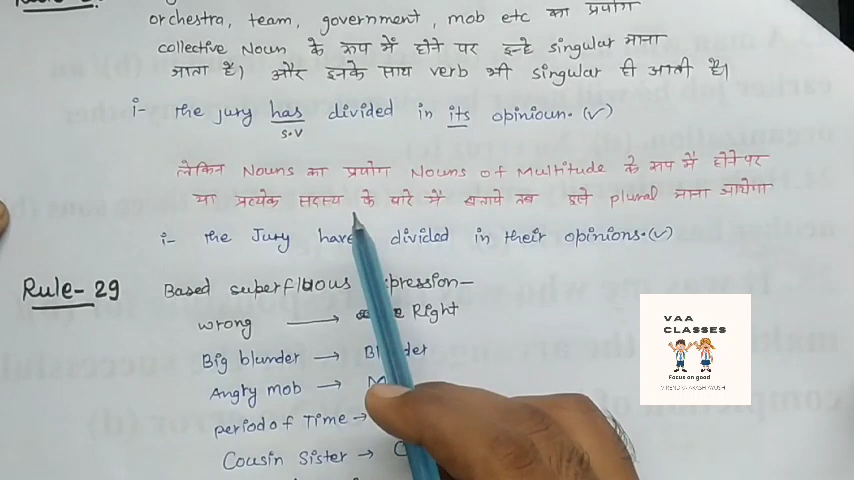 orchestra, team, government, mob etc का प्रयोग
collective Noun के रूप में होने पर इन्हे singular माना
जाता है। और इनके साथ verb भी singular ही आती है।
i- the jury has divided in its opinioun. (✓)
S.V
लेकिन Nouns का प्रयोग Nouns of Multitude के रूप में होने पर
या प्रत्येक सदस्य के बारे में बताये तब इसे plural माना जायेगा
i- the Jury have divided in their opinions. (✓)
Rule- 29 Based superfluous pression—
wrong → Right
Big blunder → Bl der
Angry mob → M
period of Time →
Cousin Sister → C
VAA
CLASSES
Focus on good